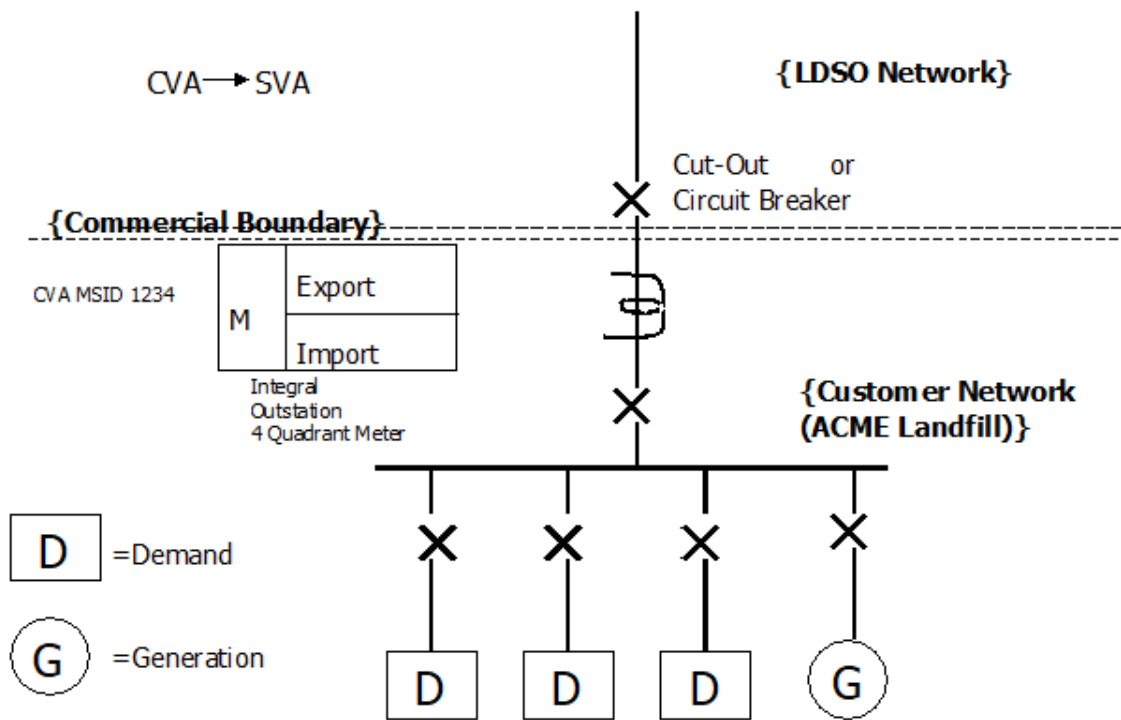 CVA → SVA
{LDSO Network}
Cut-Out or
Circuit Breaker
{Commercial Boundary}
CVA MSID 1234
M
Export
Import
Integral
Outstation
4 Quadrant Meter
{Customer Network
(ACME Landfill)}
D =Demand
G =Generation
D D D G